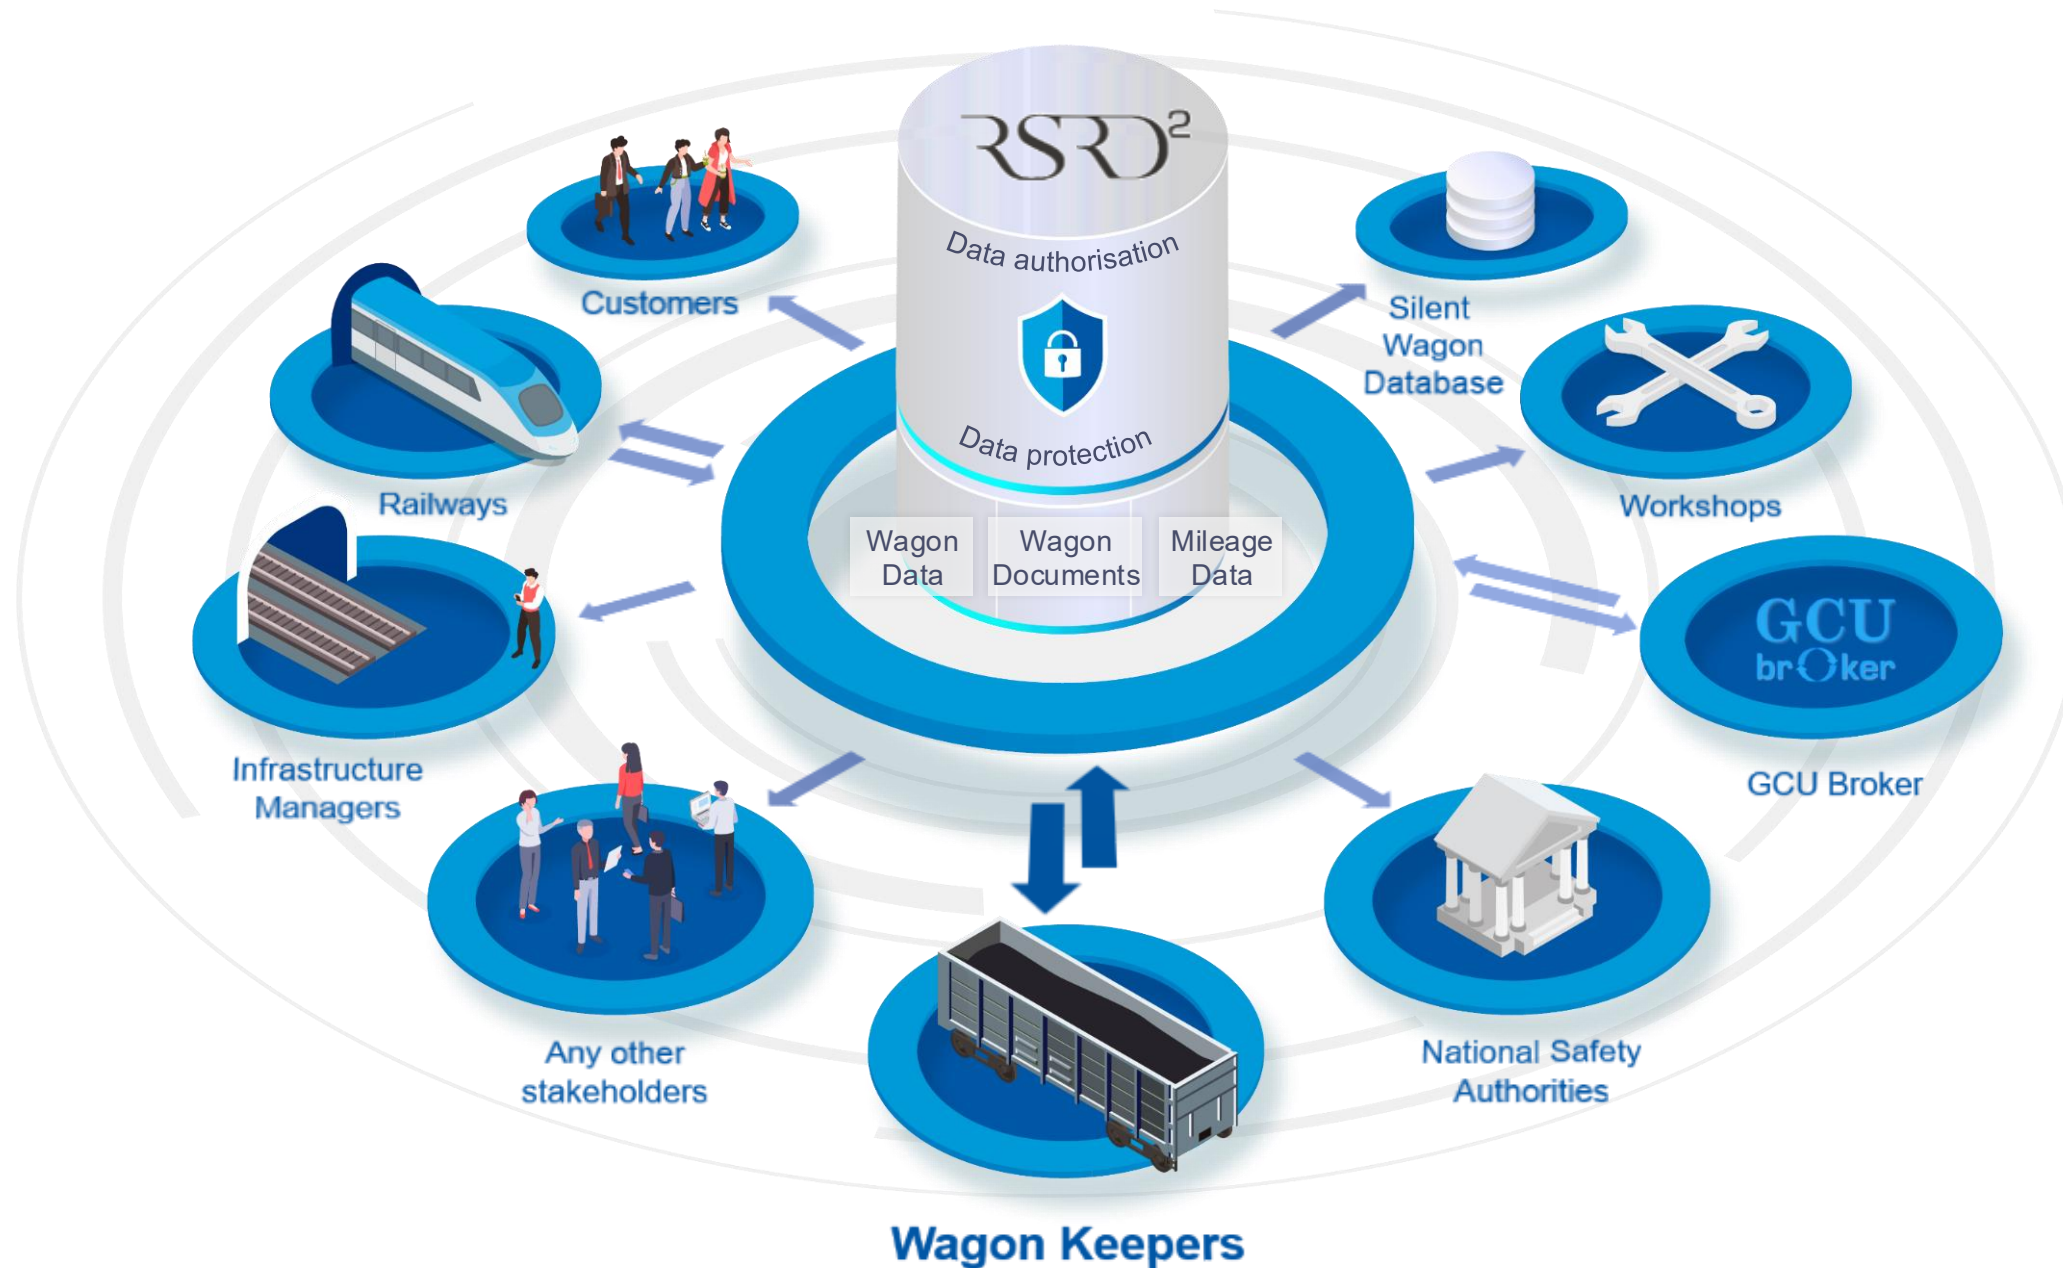 RSRD²
Data authorisation
Data protection
Wagon
Data
Wagon
Documents
Mileage
Data
Customers
Silent
Wagon
Database
Railways
Workshops
GCU
broker
GCU Broker
Infrastructure
Managers
Any other
stakeholders
National Safety
Authorities
Wagon Keepers